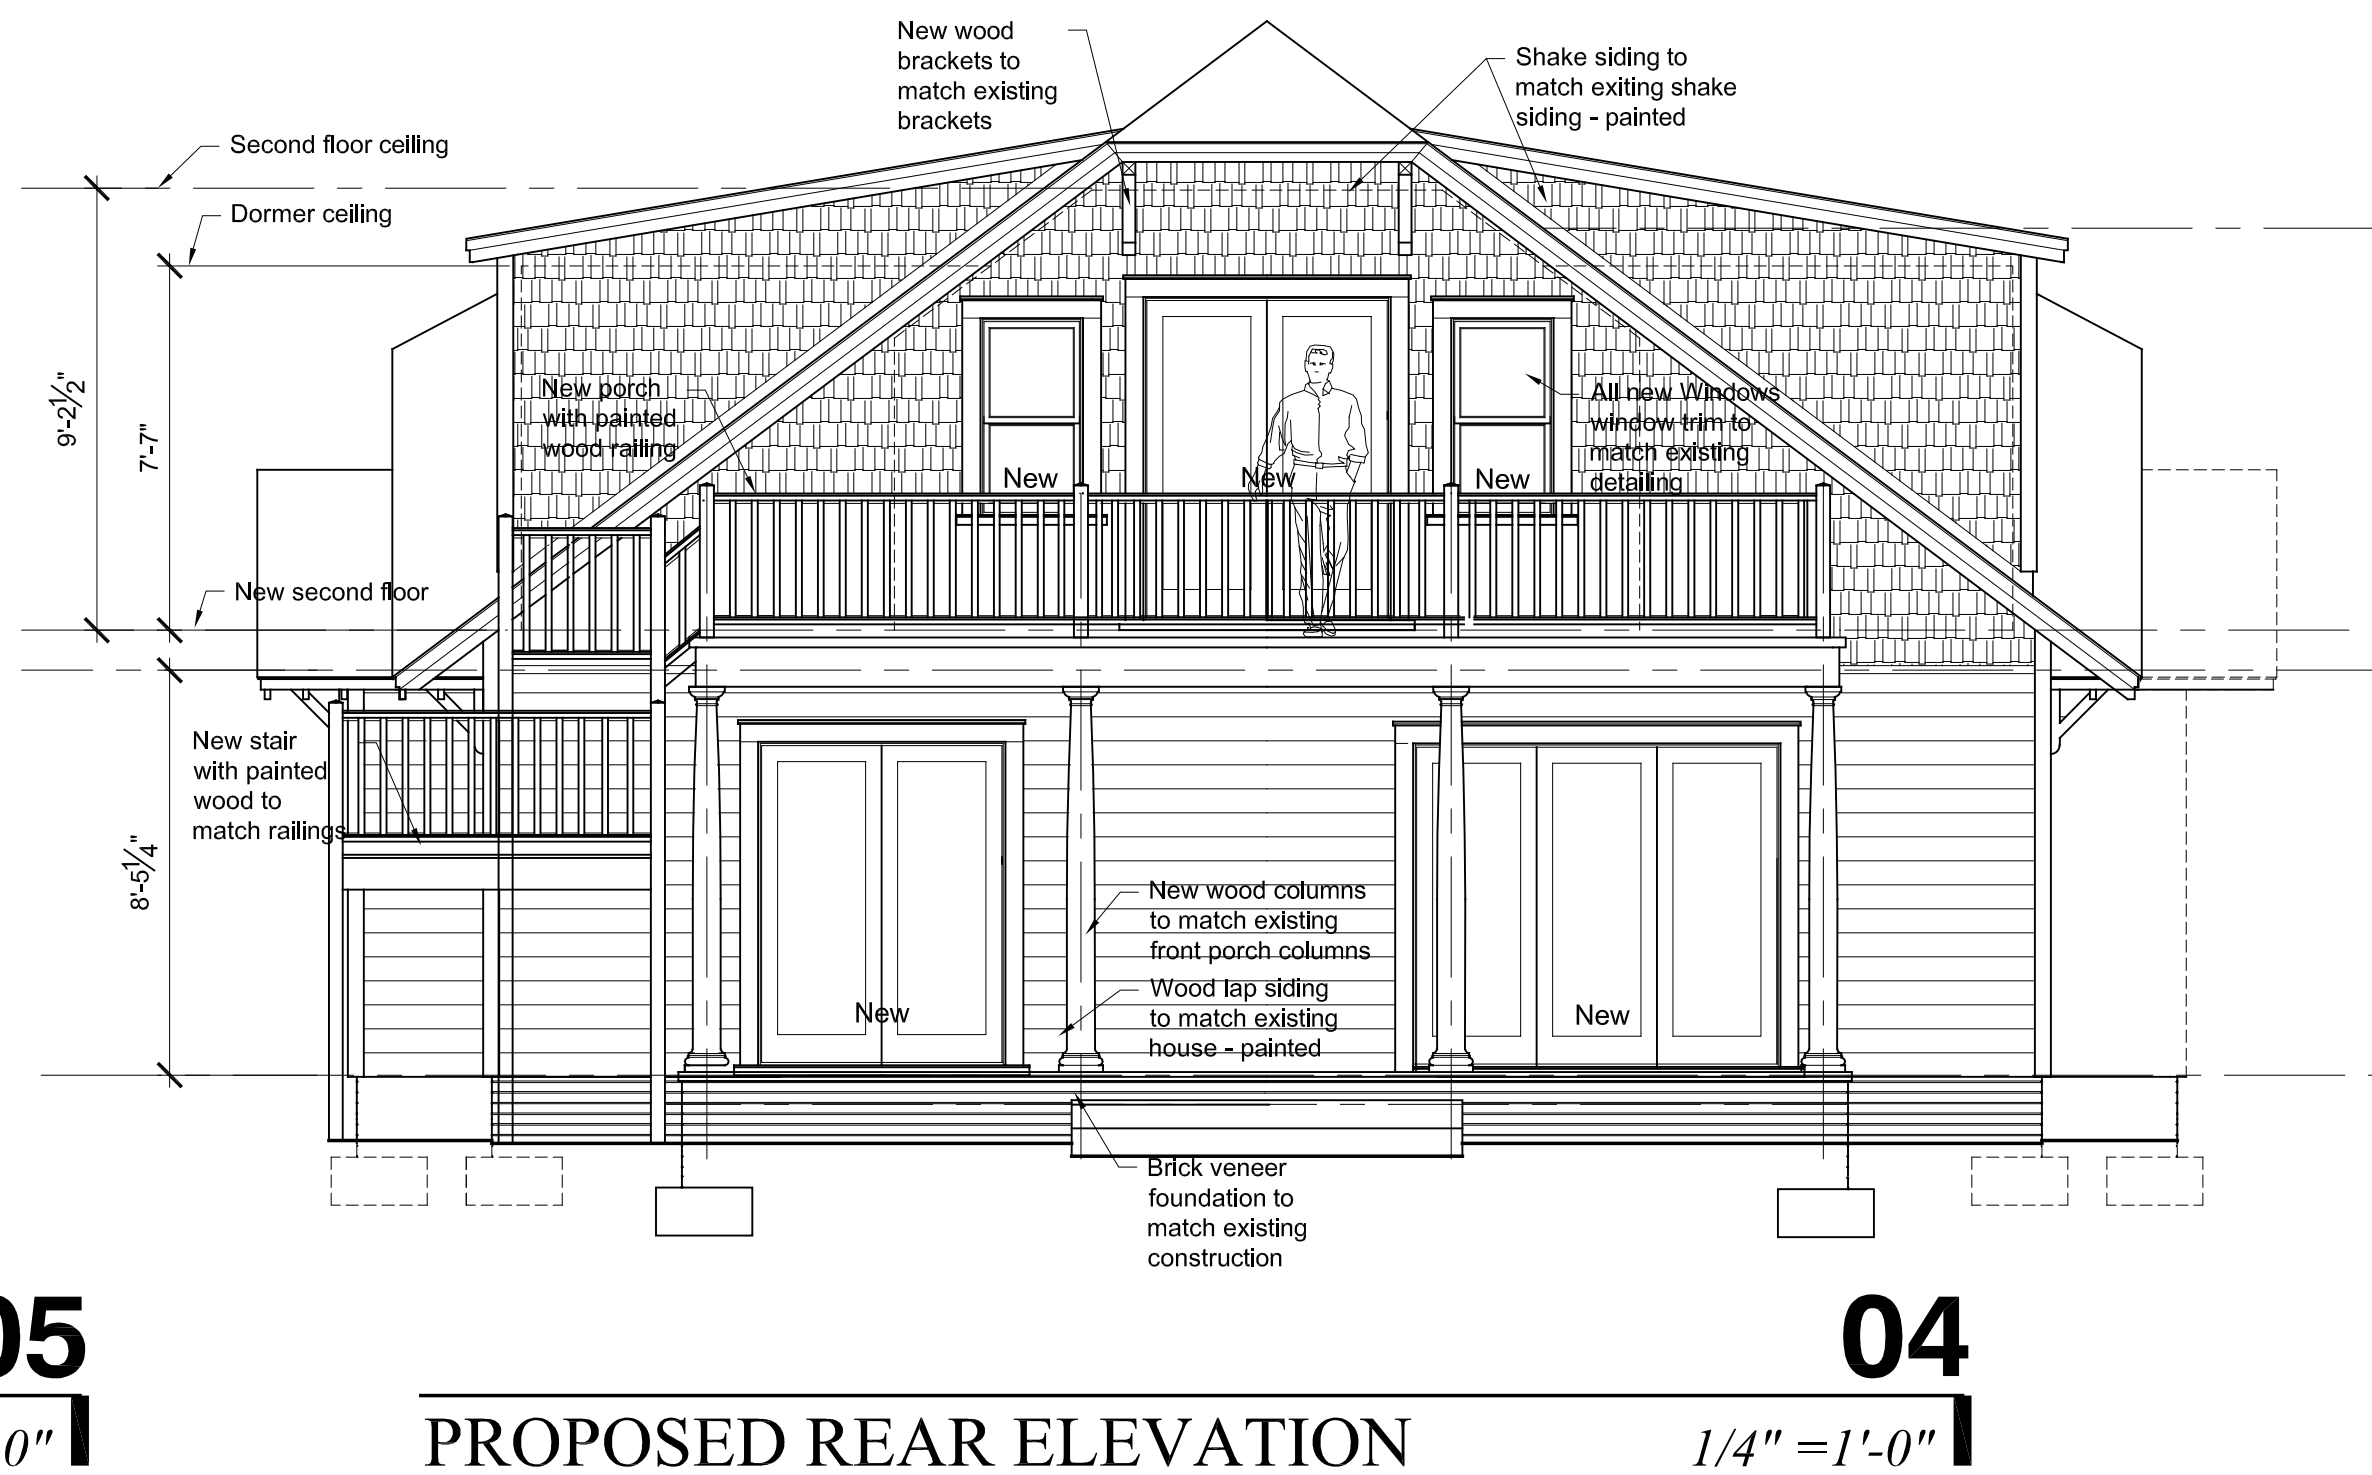 New wood
brackets to
match existing
brackets
Shake siding to
match exiting shake
siding - painted
Second floor ceiling
Dormer ceiling
9'-2½"
7'-7"
New porch
with painted
wood railing
All new Windows
window trim to
match existing
detailing
New
New
New
New second floor
New stair
with painted
wood to
match railings
8'-5¼"
New wood columns
to match existing
front porch columns
Wood lap siding
to match existing
house - painted
New
New
Brick veneer
foundation to
match existing
construction
05
0"
04
PROPOSED REAR ELEVATION
1/4" =1'-0"